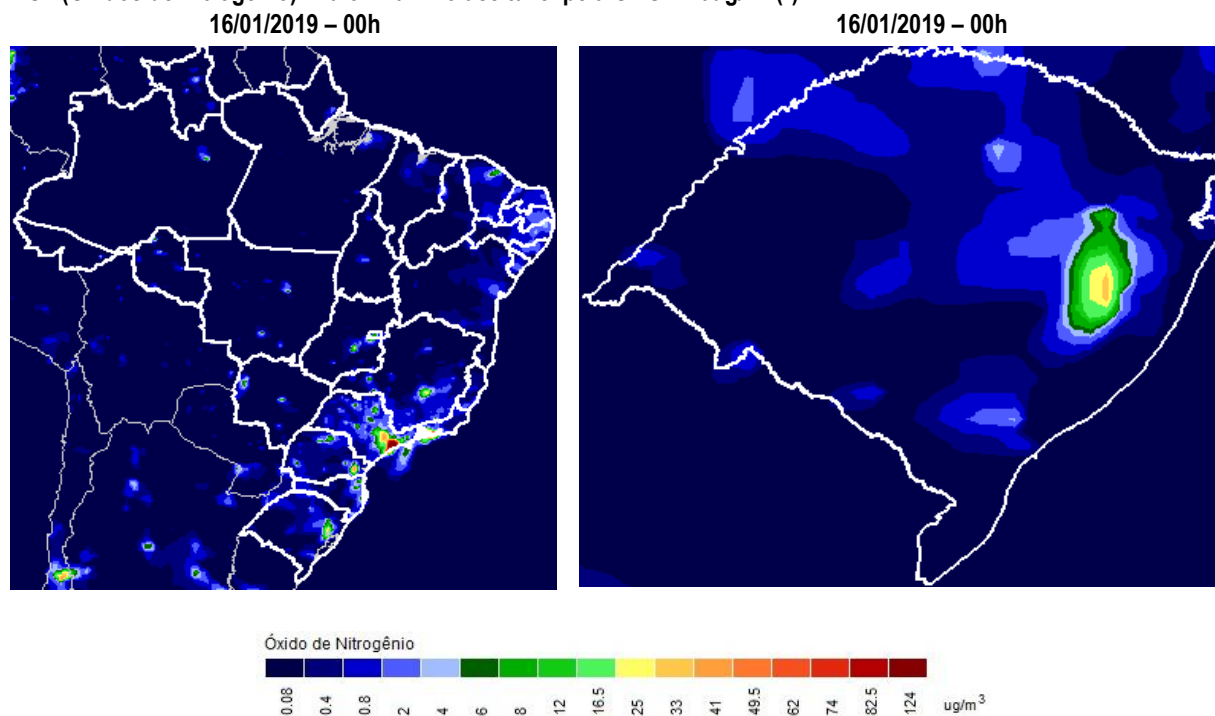 16/01/2019 – 00h
16/01/2019 – 00h
Óxido de Nitrogênio
0.08 0.4 0.8 2 4 6 8 12 16.5 25 33 41 49.5 62 74 82.5 124 ug/m³